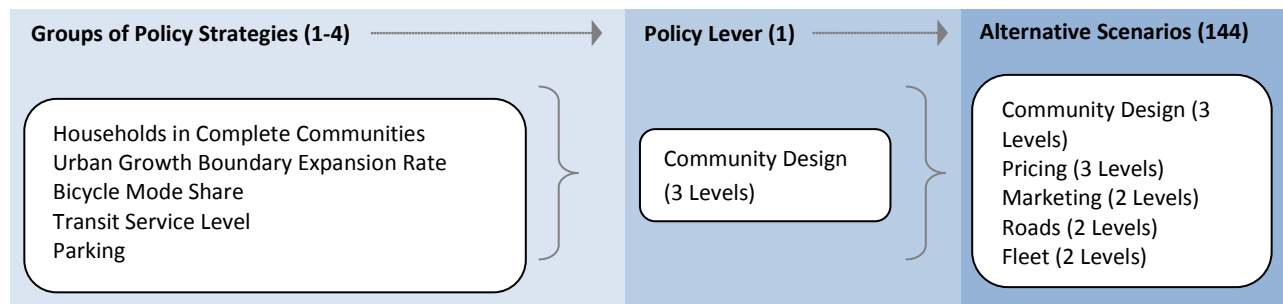 Groups of Policy Strategies (1-4)
Households in Complete Communities
Urban Growth Boundary Expansion Rate
Bicycle Mode Share
Transit Service Level
Parking
Policy Lever (1)
Community Design
(3 Levels)
Alternative Scenarios (144)
Community Design (3
Levels)
Pricing (3 Levels)
Marketing (2 Levels)
Roads (2 Levels)
Fleet (2 Levels)